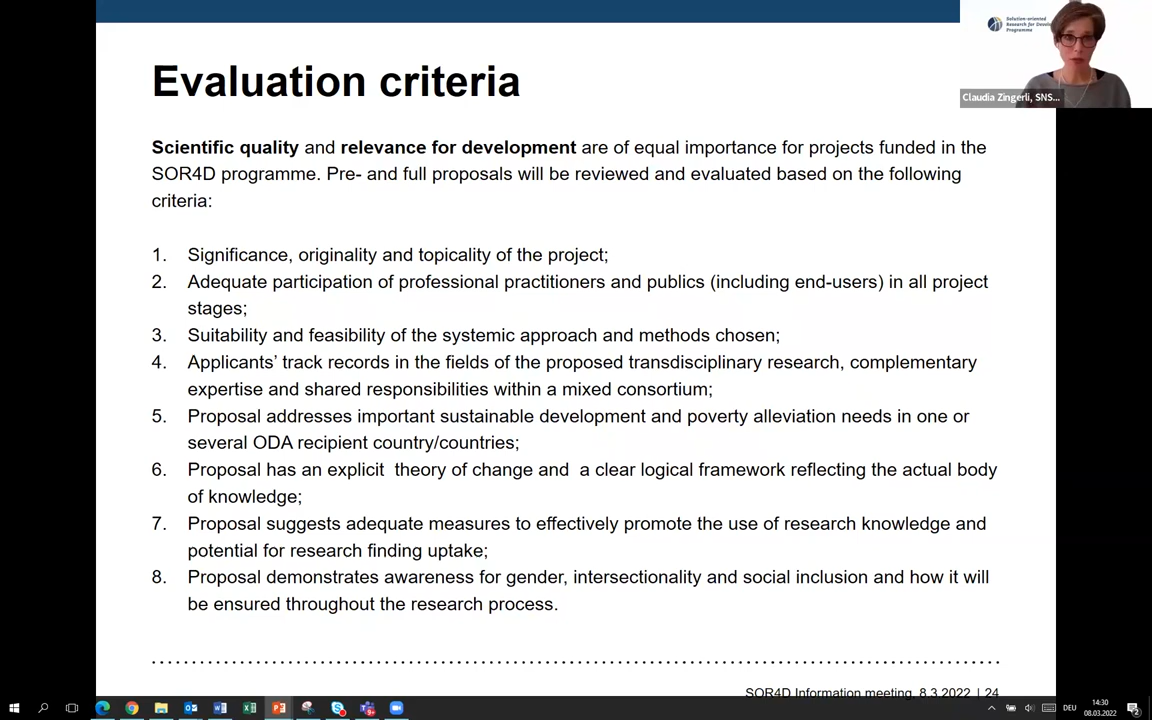 Solution-oriented
Research for
Programme
Evaluation criteria
Claudia Zingerli, SNS...
Scientific quality and relevance for development are of equal importance for projects funded in the
SOR4D programme. Pre- and full proposals will be reviewed and evaluated based on the following
criteria:
1. Significance, originality and topicality of the project;
2. Adequate participation of professional practitioners and publics (including end-users) in all project
stages;
3. Suitability and feasibility of the systemic approach and methods chosen;
4. Applicants’ track records in the fields of the proposed transdisciplinary research, complementary
expertise and shared responsibilities within a mixed consortium;
5. Proposal addresses important sustainable development and poverty alleviation needs in one or
several ODA recipient country/countries;
6. Proposal has an explicit theory of change and a clear logical framework reflecting the actual body
of knowledge;
7. Proposal suggests adequate measures to effectively promote the use of research knowledge and
potential for research finding uptake;
8. Proposal demonstrates awareness for gender, intersectionality and social inclusion and how it will
be ensured throughout the research process.
SOR4D Information meeting, 8.3.2022 | 24
DEU
14:30
08.03.2022
2